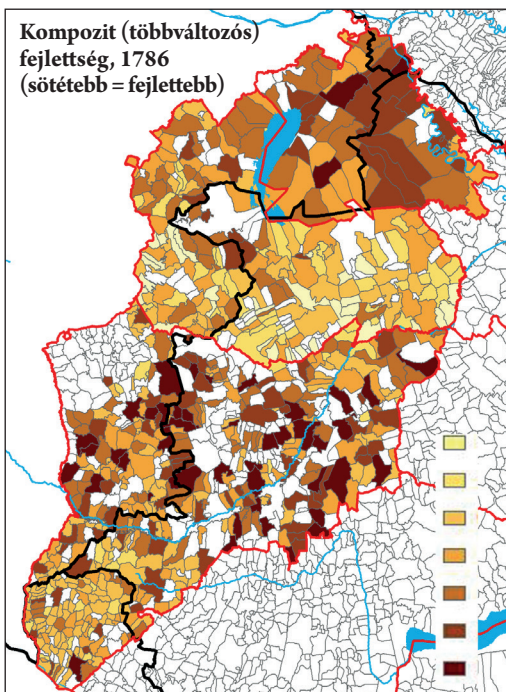 Kompozit (többváltozós)
fejlettség, 1786
(sötétebb = fejlettebb)